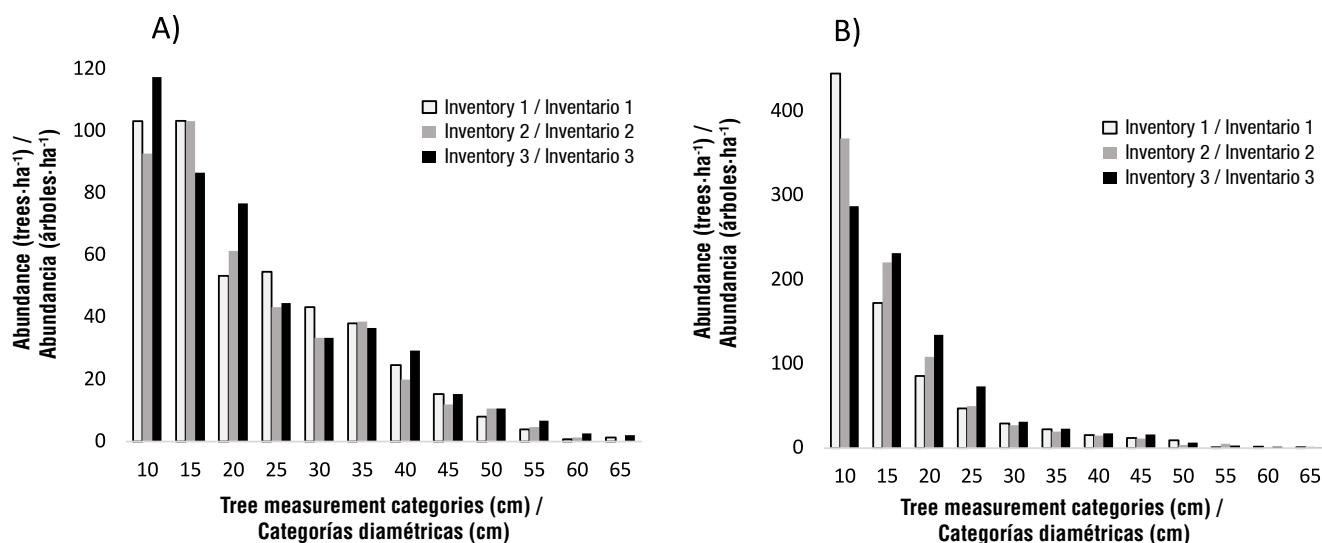 A)
Abundance (trees·ha⁻¹) /
Abundancia (árboles·ha⁻¹)
120
100
80
60
40
20
0
Inventory 1 / Inventario 1
Inventory 2 / Inventario 2
Inventory 3 / Inventario 3
10 15 20 25 30 35 40 45 50 55 60 65
Tree measurement categories (cm) /
Categorías diamétricas (cm)
B)
Abundance (trees·ha⁻¹) /
Abundancia (árboles·ha⁻¹)
400
300
200
100
0
Inventory 1 / Inventario 1
Inventory 2 / Inventario 2
Inventory 3 / Inventario 3
10 15 20 25 30 35 40 45 50 55 60 65
Tree measurement categories (cm) /
Categorías diamétricas (cm)